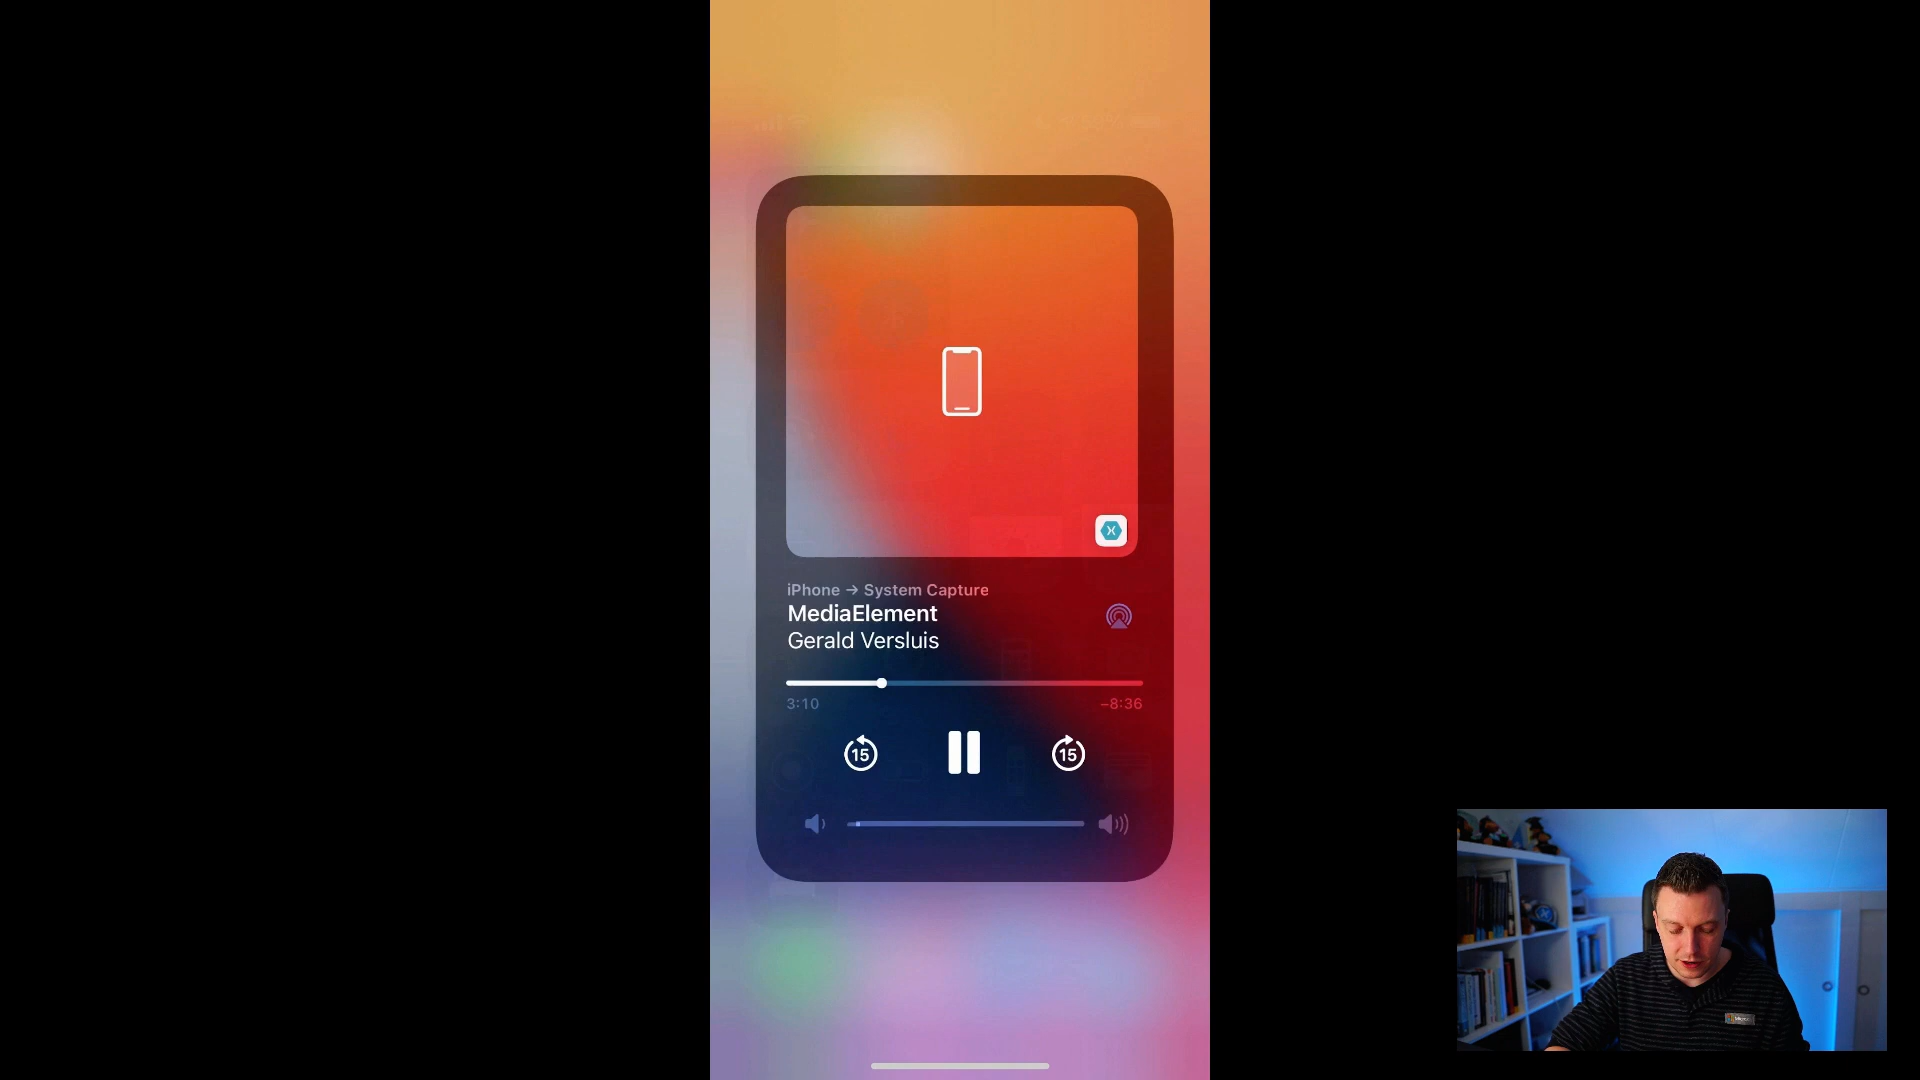 iPhone → System Capture
MediaElement
Gerald Versluis
3:10
–8:36
15
15